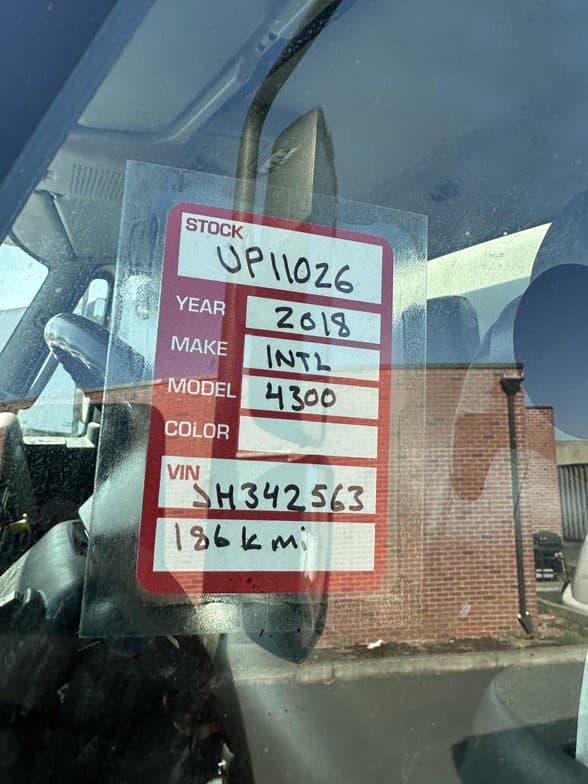 STOCK
UP11026
YEAR 2018
MAKE INTL
MODEL 4300
COLOR
VIN
JH342563
186k mi